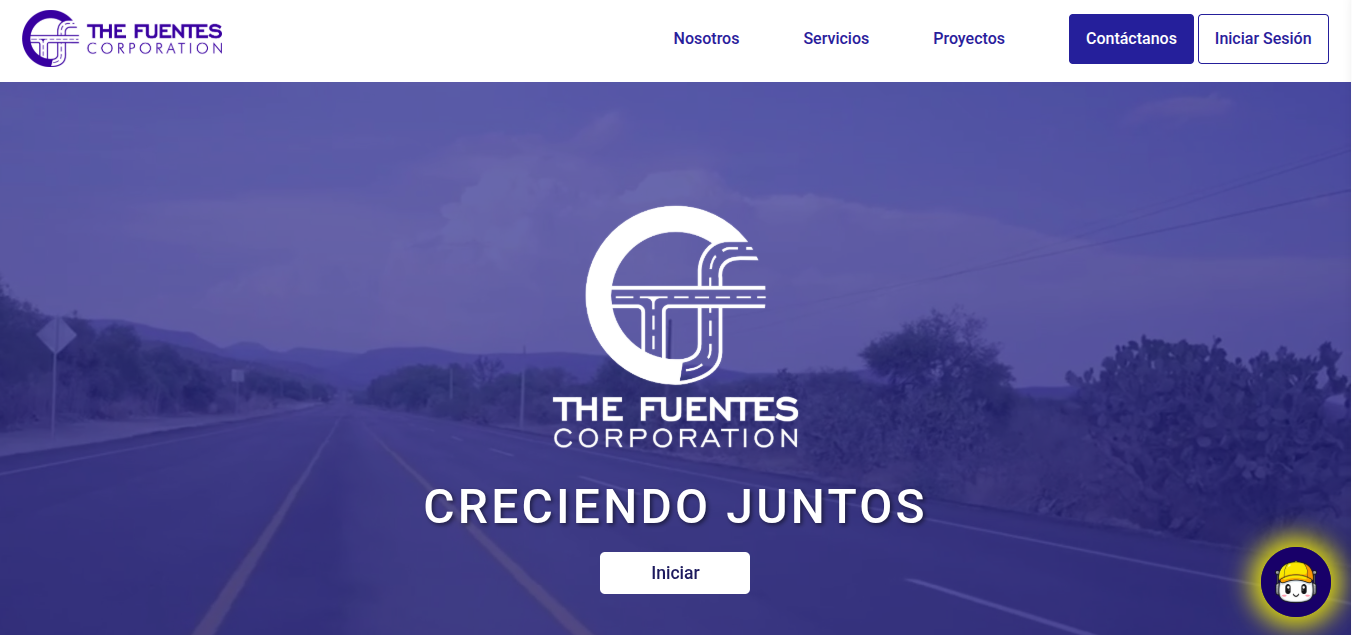 THE FUENTES
CORPORATION
Nosotros
Servicios
Proyectos
Contáctanos
Iniciar Sesión
THE FUENTES
CORPORATION
CRECIENDO JUNTOS
Iniciar